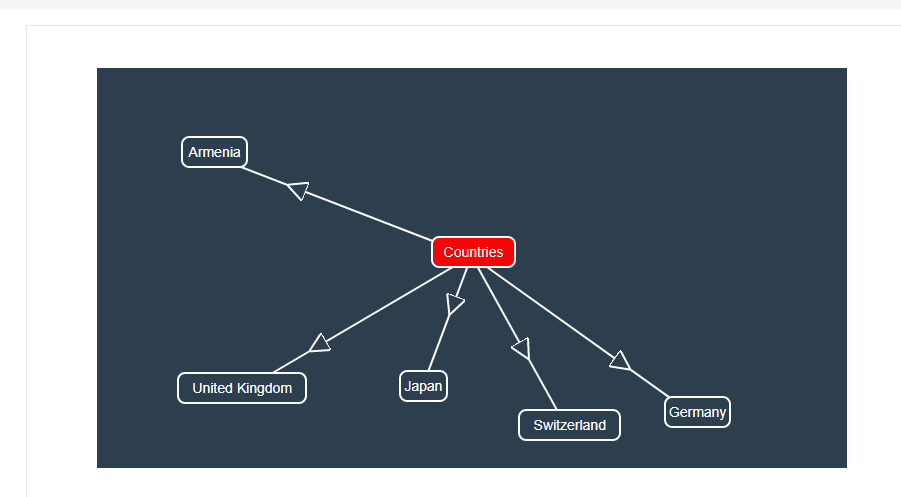 Armenia
Countries
United Kingdom
Japan
Switzerland
Germany